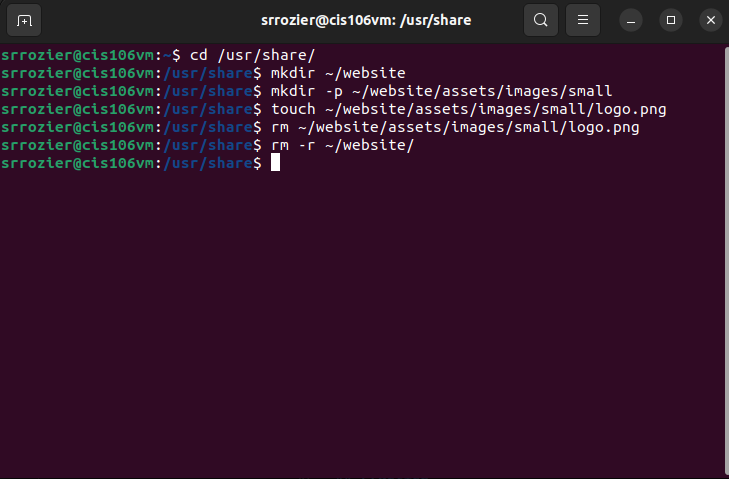 srrozier@cis106vm: /usr/share
srrozier@cis106vm:~$ cd /usr/share/
srrozier@cis106vm:/usr/share$ mkdir ~/website
srrozier@cis106vm:/usr/share$ mkdir -p ~/website/assets/images/small
srrozier@cis106vm:/usr/share$ touch ~/website/assets/images/small/logo.png
srrozier@cis106vm:/usr/share$ rm ~/website/assets/images/small/logo.png
srrozier@cis106vm:/usr/share$ rm -r ~/website/
srrozier@cis106vm:/usr/share$